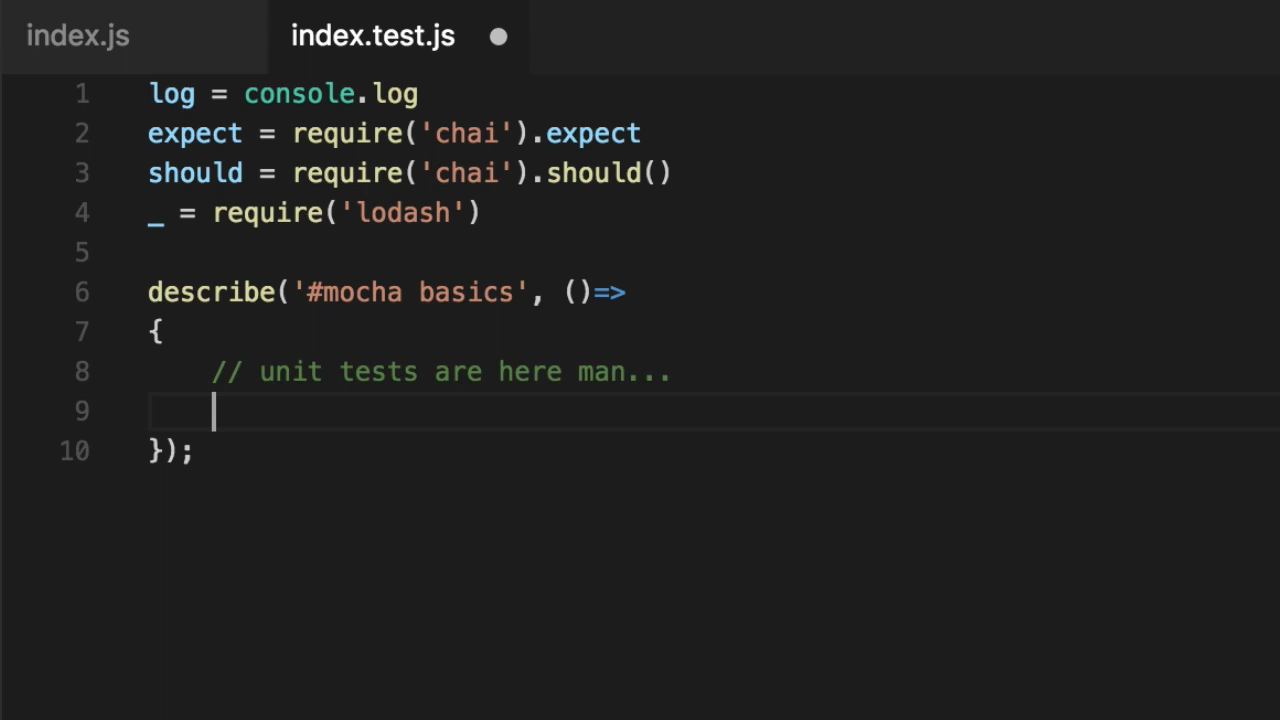 index.js index.test.js
1 log = console.log
2 expect = require('chai').expect
3 should = require('chai').should()
4 _ = require('lodash')
5
6 describe('#mocha basics', ()=>
7 {
8 // unit tests are here man...
9
10 });